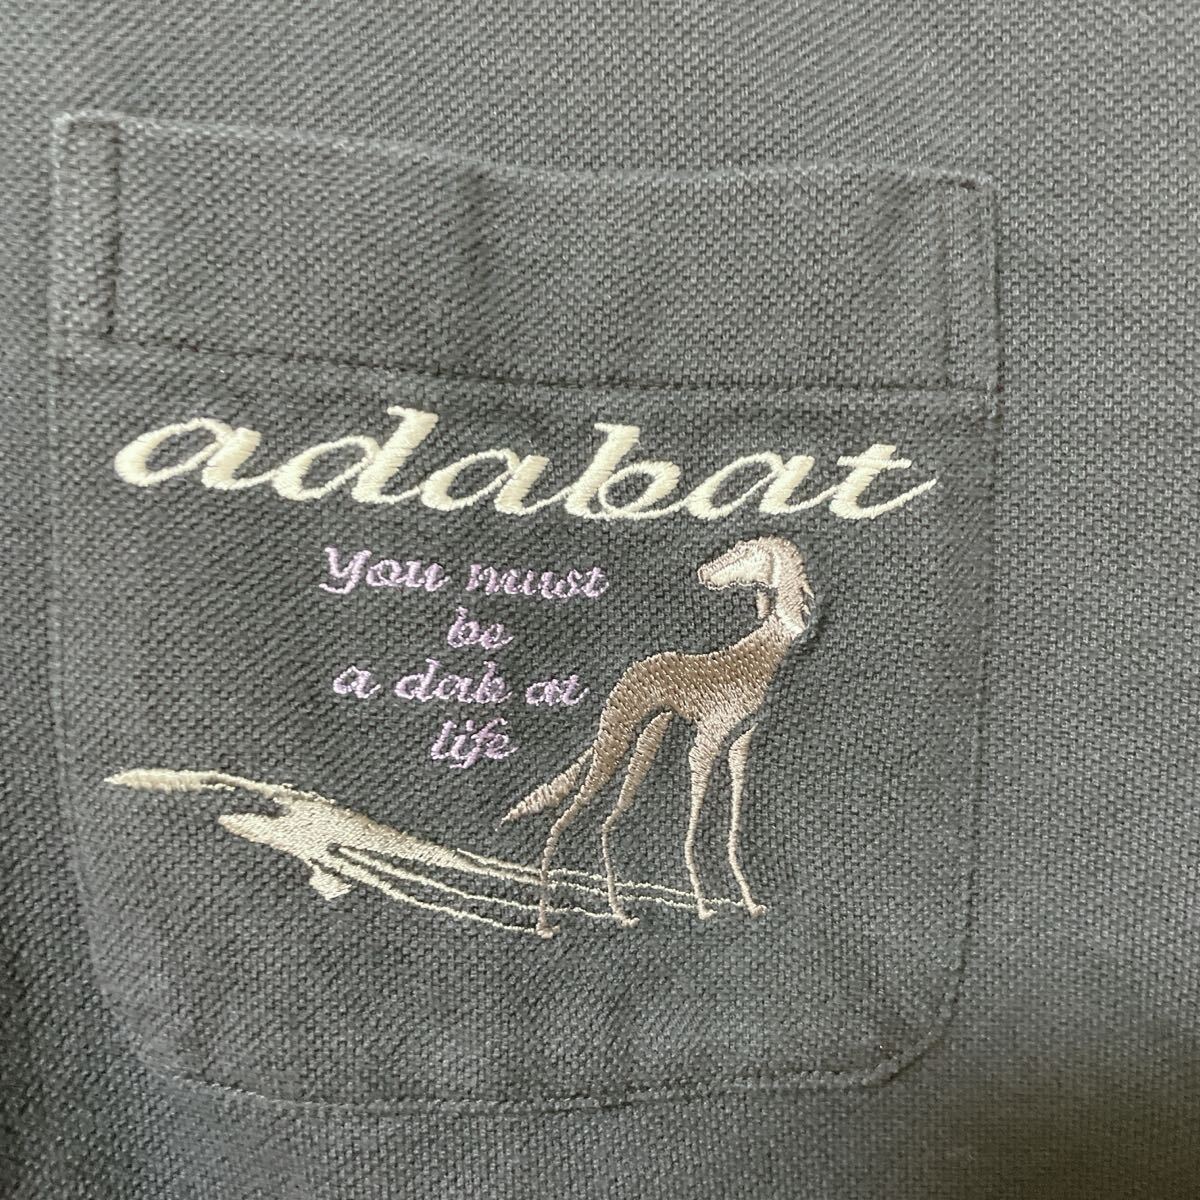 adabat
You must
be
a dab at
life